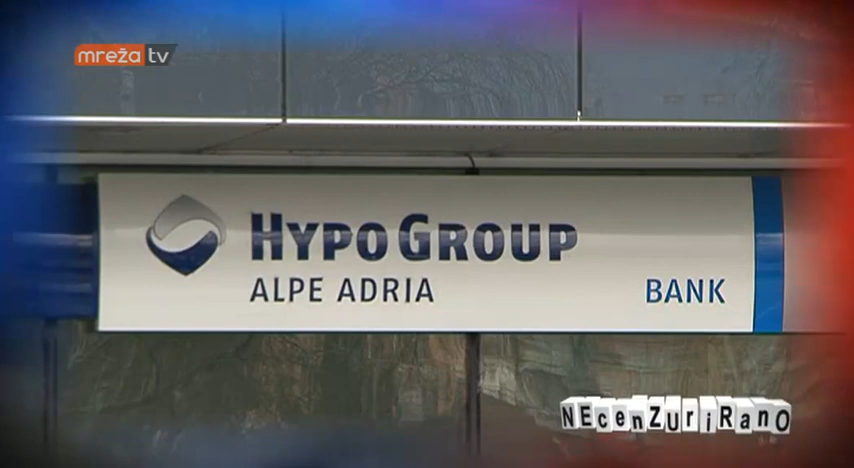 mreža tv
HYPO GROUP
ALPE ADRIA
BANK
NEcenZUriRanO